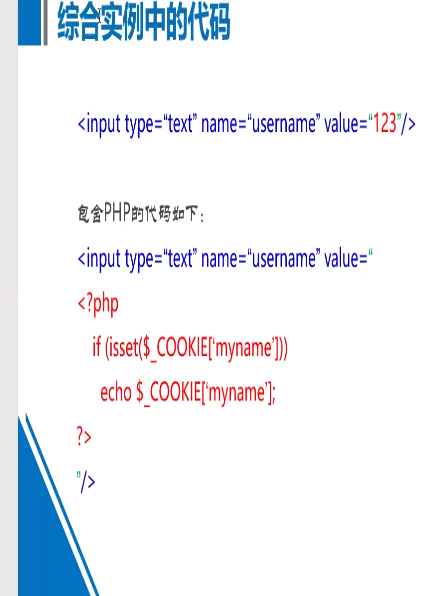 综合实例中的代码
<input type=“text” name=“username” value=“123”/>
包含PHP的代码如下：
<input type=“text” name=“username” value=“
<?php
if (isset($_COOKIE[‘myname’]))
echo $_COOKIE[‘myname’];
?>
”/>